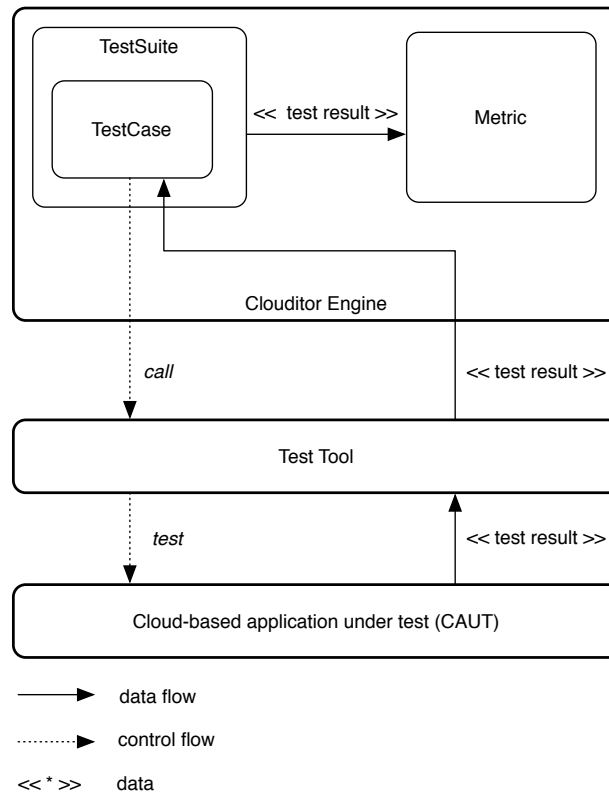 TestSuite
TestCase
<< test result >>
Metric
Clouditor Engine
call
<< test result >>
Test Tool
test
<< test result >>
Cloud-based application under test (CAUT)
data flow
control flow
<< * >> data